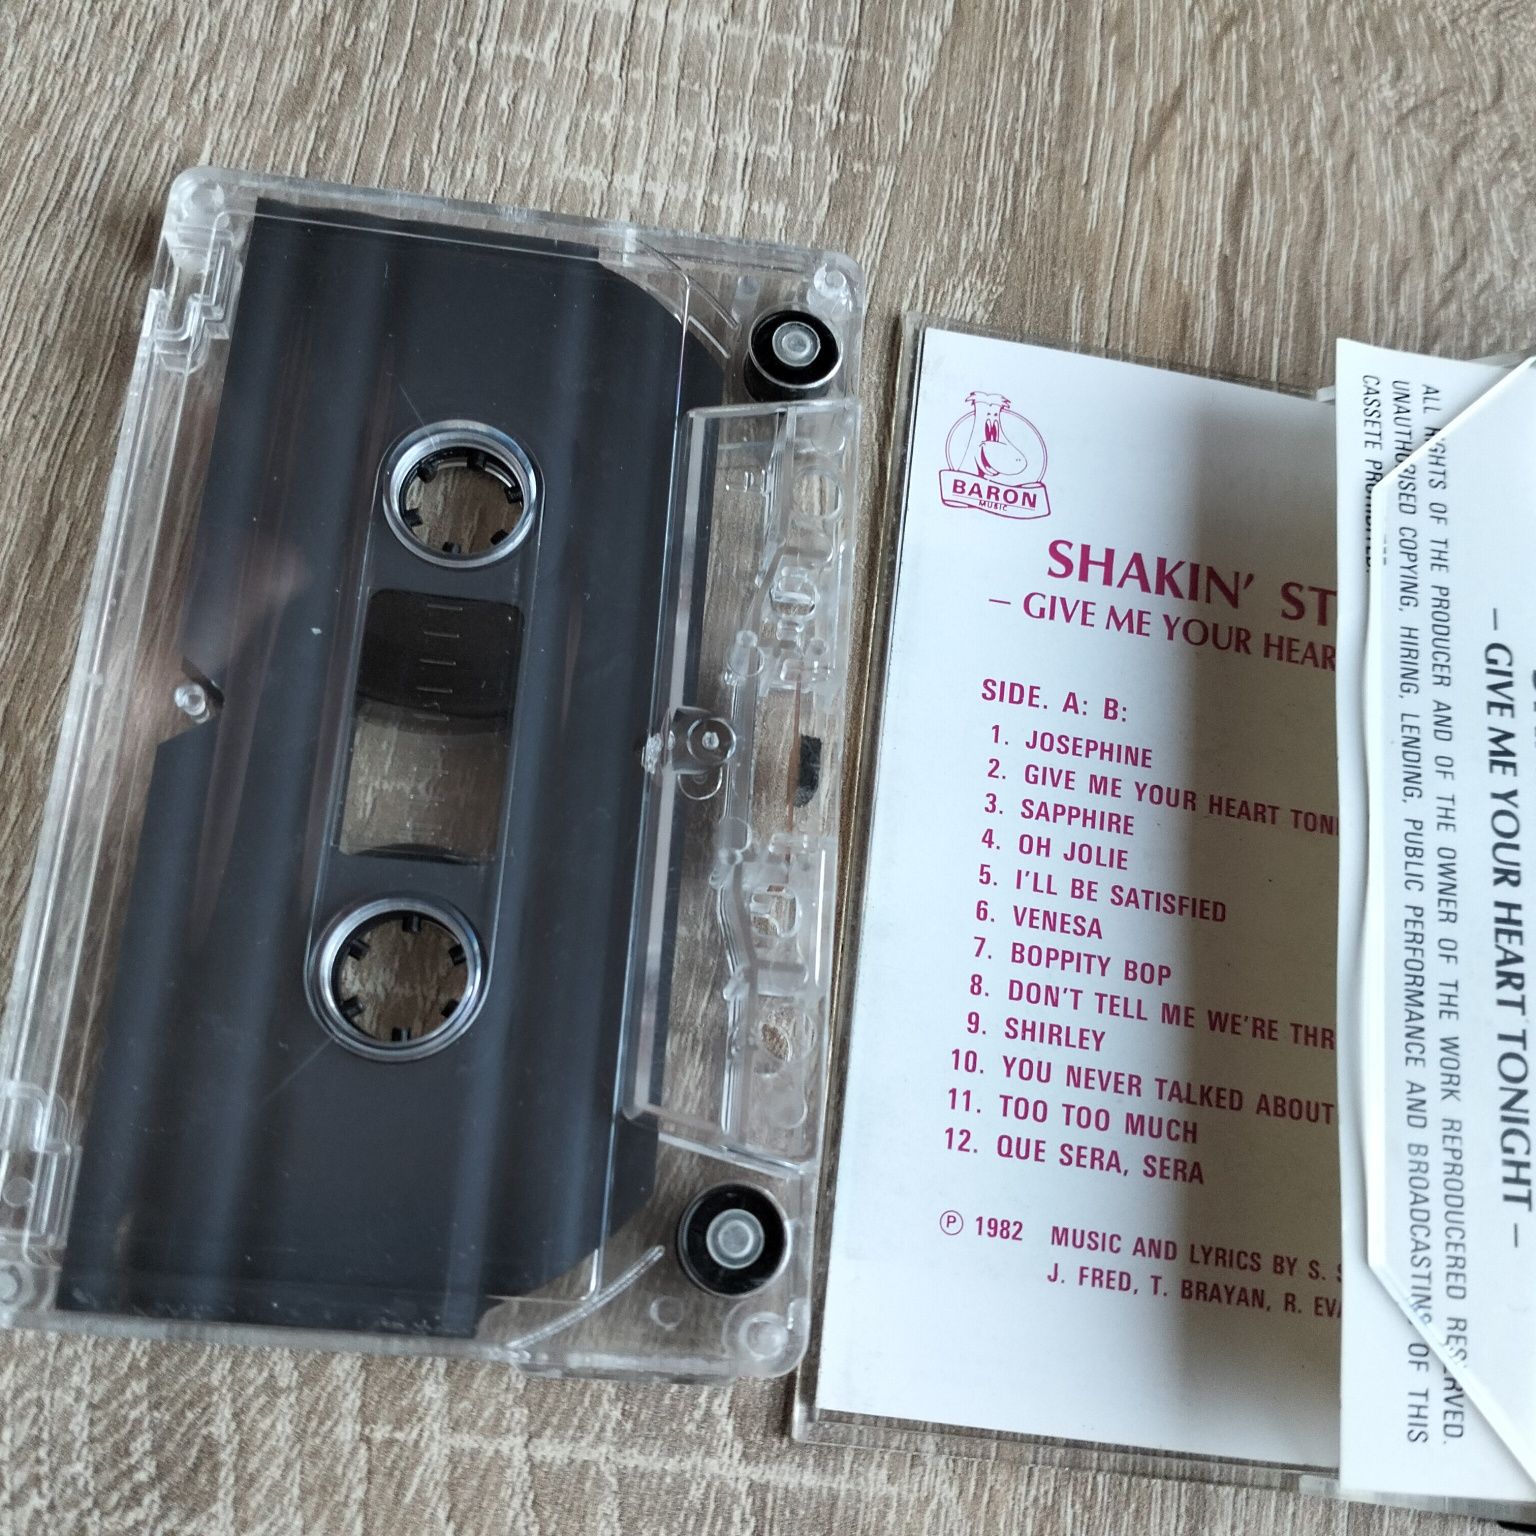 BARON
MUSIC
SHAKIN' ST
– GIVE ME YOUR HEAR
SIDE. A: B:
1. JOSEPHINE
2. GIVE ME YOUR HEART TON
3. SAPPHIRE
4. OH JOLIE
5. I'LL BE SATISFIED
6. VENESA
7. BOPPITY BOP
8. DON'T TELL ME WE'RE THR
9. SHIRLEY
10. YOU NEVER TALKED ABOUT
11. TOO TOO MUCH
12. QUE SERA, SERA
Ⓟ 1982 MUSIC AND LYRICS BY S. S
J. FRED, T. BRAYAN, R. EVA
ALL RIGHTS OF THE PRODUCER AND OF THE OWNER OF THE WORK REPRODUCERED RESERVED.
UNAUTHORISED COPYING, HIRING, LENDING, PUBLIC PERFORMANCE AND BROADCASTING OF THIS
CASSETE PROHIBITED.
– GIVE ME YOUR HEART TONIGHT –